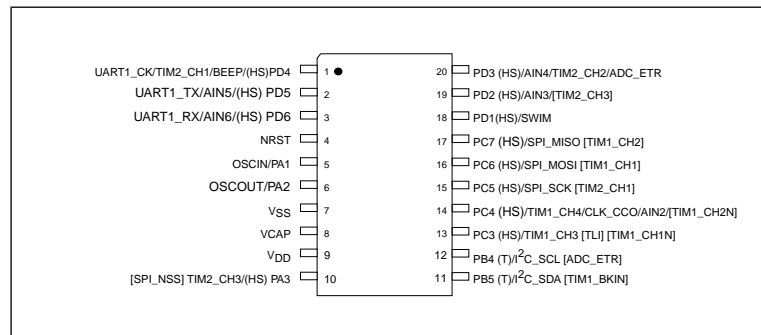 UART1_CK/TIM2_CH1/BEEP/(HS)PD4 1 20 PD3 (HS)/AIN4/TIM2_CH2/ADC_ETR
UART1_TX/AIN5/(HS) PD5 2 19 PD2 (HS)/AIN3/[TIM2_CH3]
UART1_RX/AIN6/(HS) PD6 3 18 PD1(HS)/SWIM
NRST 4 17 PC7 (HS)/SPI_MISO [TIM1_CH2]
OSCIN/PA1 5 16 PC6 (HS)/SPI_MOSI [TIM1_CH1]
OSCOUT/PA2 6 15 PC5 (HS)/SPI_SCK [TIM2_CH1]
VSS 7 14 PC4 (HS)/TIM1_CH4/CLK_CCO/AIN2/[TIM1_CH2N]
VCAP 8 13 PC3 (HS)/TIM1_CH3 [TLI] [TIM1_CH1N]
VDD 9 12 PB4 (T)/I2C_SCL [ADC_ETR]
[SPI_NSS] TIM2_CH3/(HS) PA3 10 11 PB5 (T)/I2C_SDA [TIM1_BKIN]